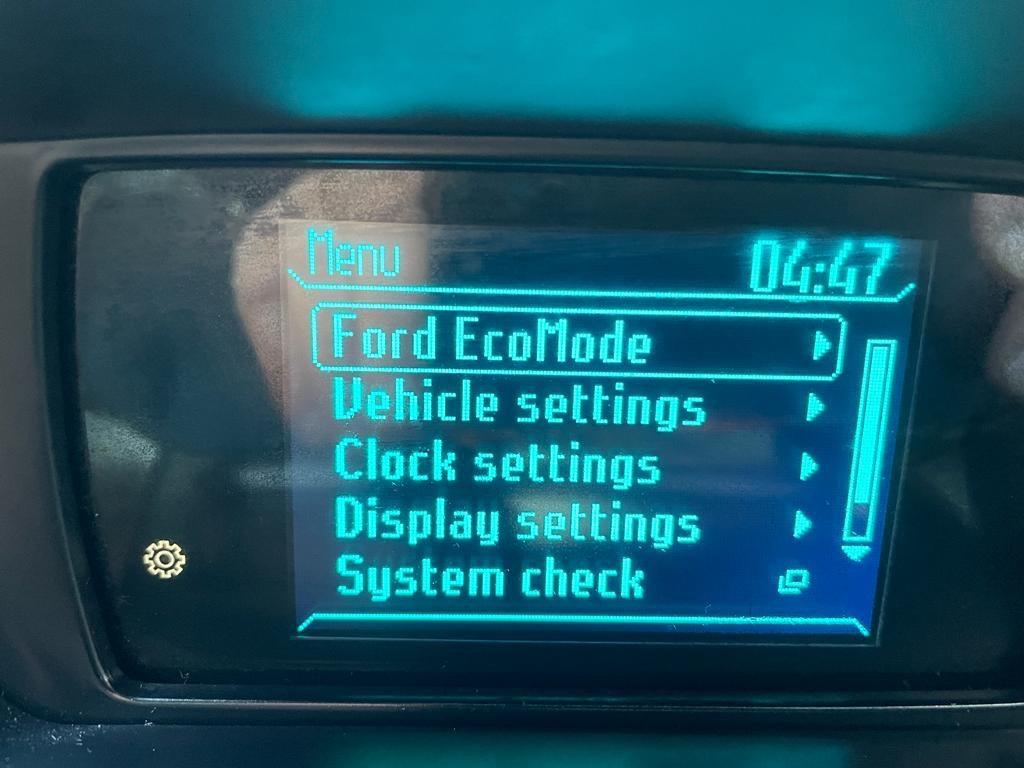 Menu 04:47
Ford EcoMode
Vehicle settings
Clock settings
Display settings
System check